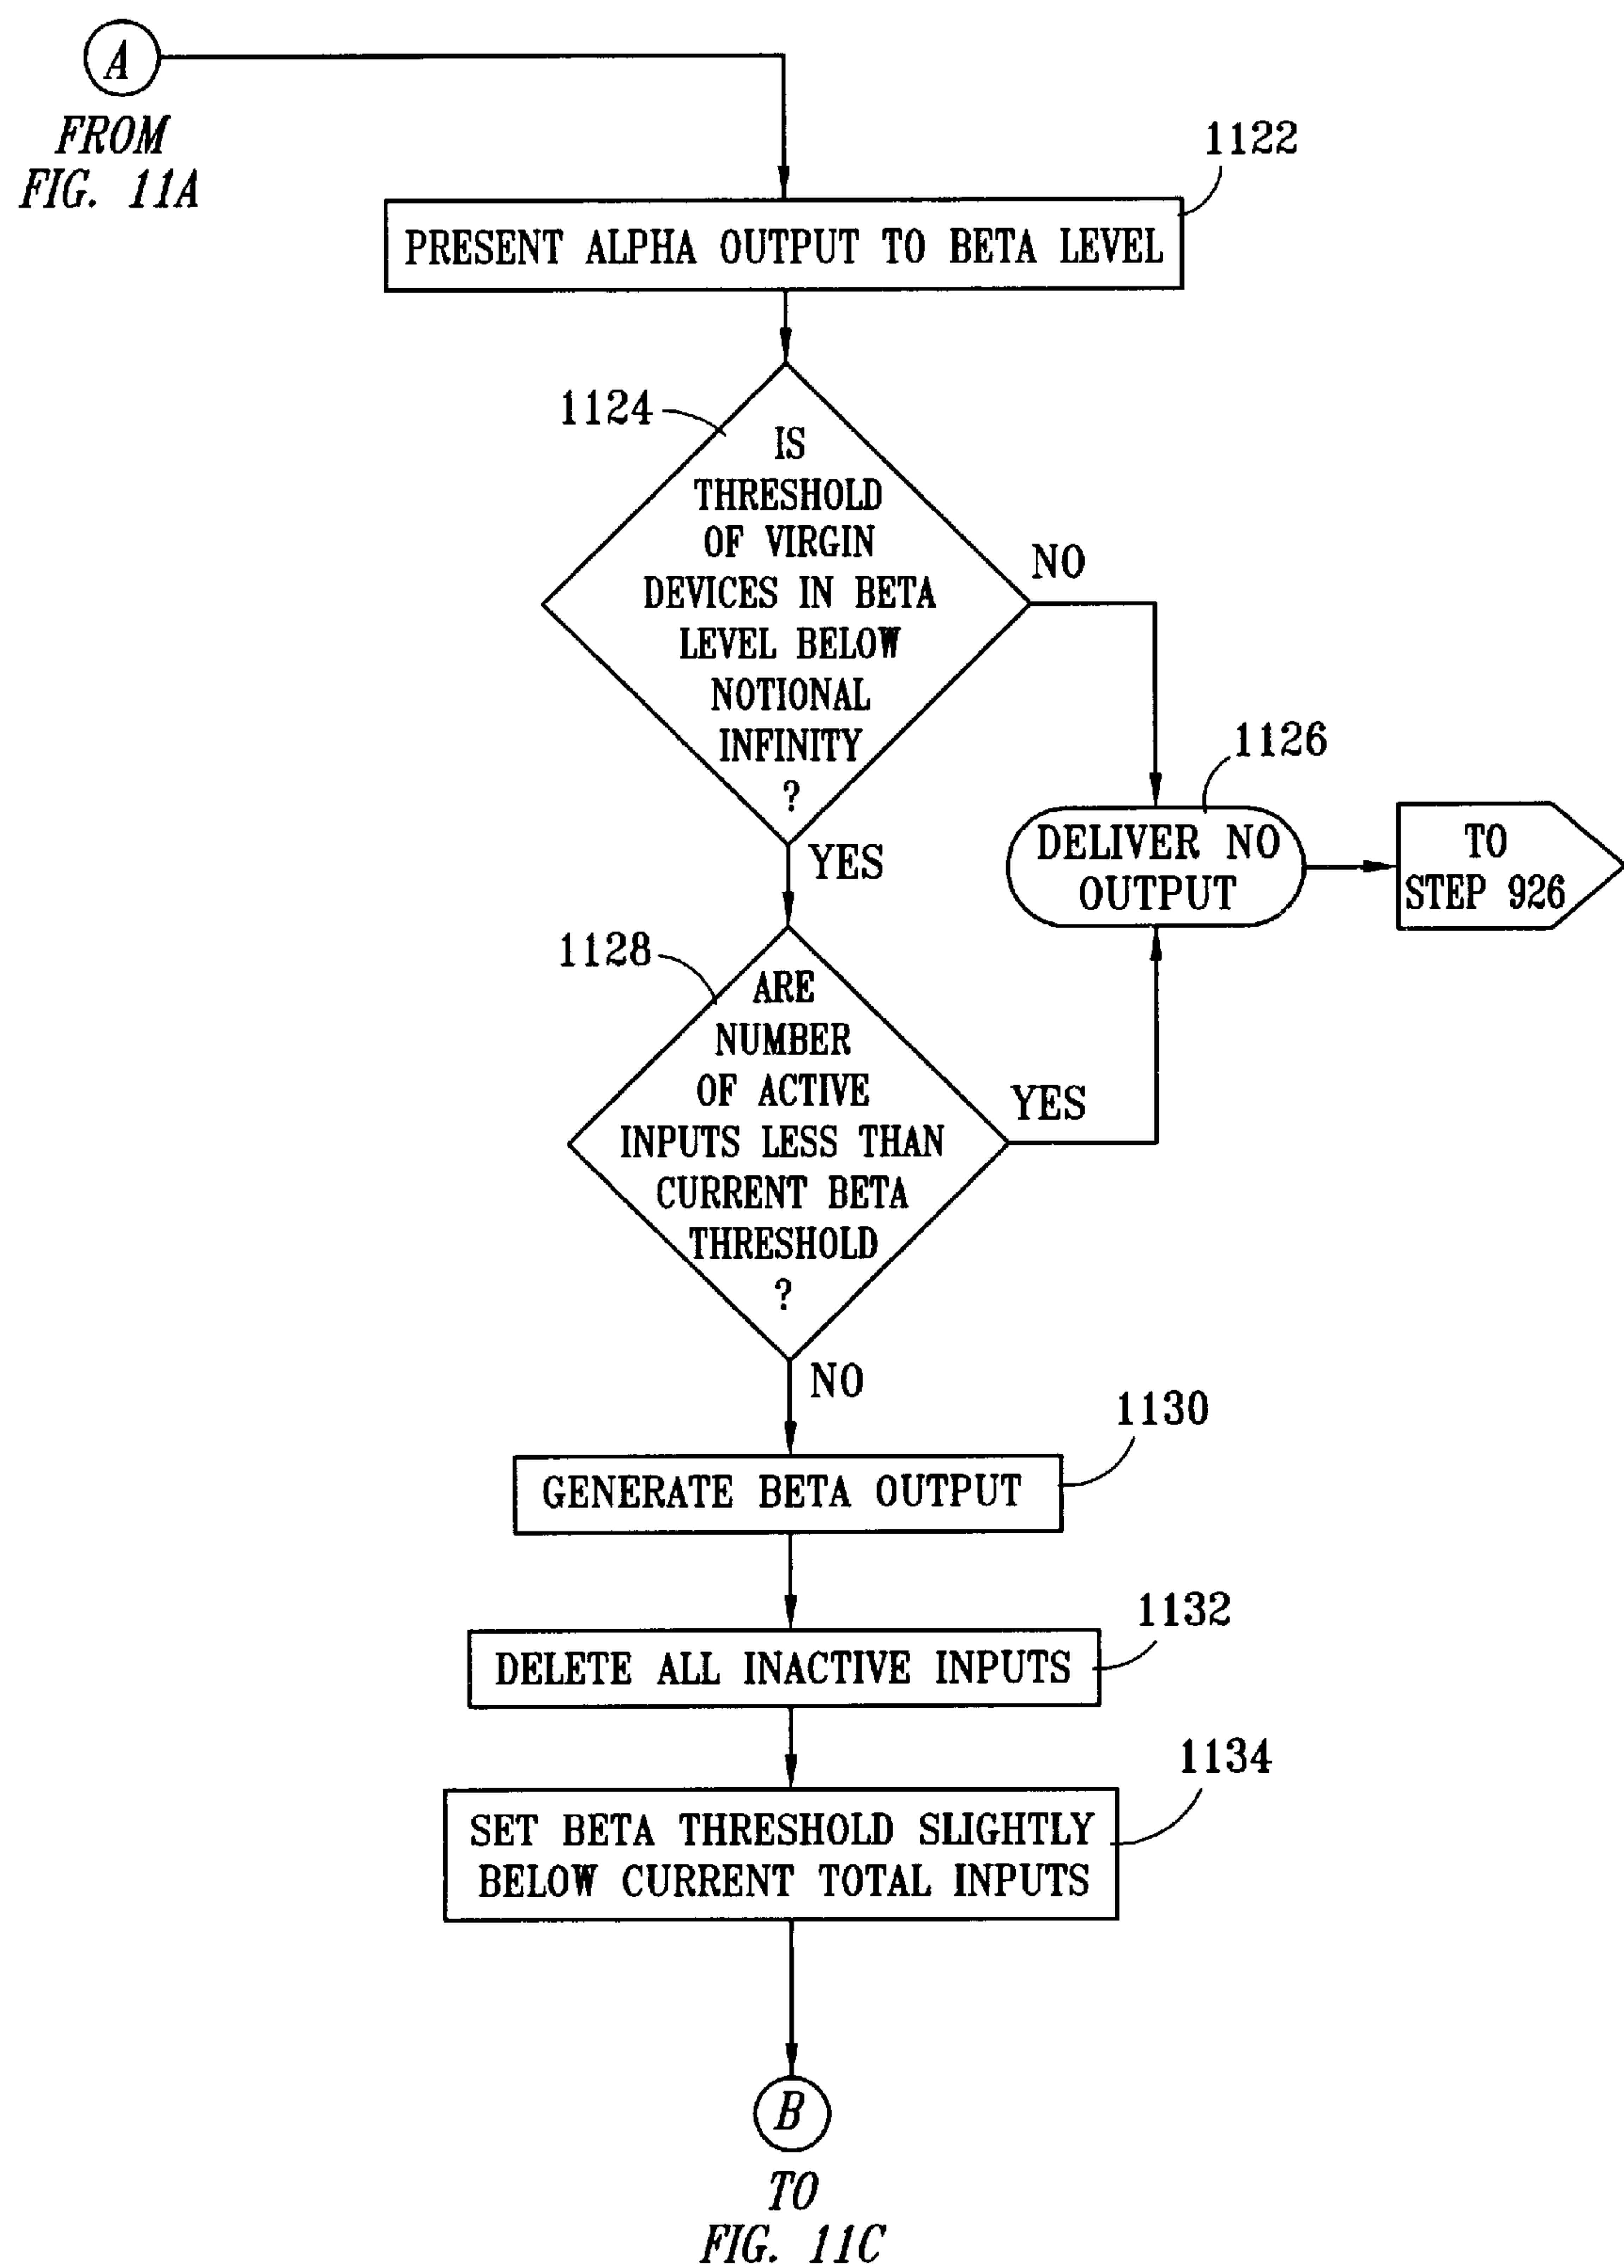 A
FROM
FIG. 11A
1122
PRESENT ALPHA OUTPUT TO BETA LEVEL
1124
IS
THRESHOLD
OF VIRGIN
DEVICES IN BETA
LEVEL BELOW
NOTIONAL
INFINITY
?
NO
YES
1126
DELIVER NO
OUTPUT
TO
STEP 926
1128
ARE
NUMBER
OF ACTIVE
INPUTS LESS THAN
CURRENT BETA
THRESHOLD
?
YES
NO
1130
GENERATE BETA OUTPUT
1132
DELETE ALL INACTIVE INPUTS
1134
SET BETA THRESHOLD SLIGHTLY
BELOW CURRENT TOTAL INPUTS
B
TO
FIG. 11C